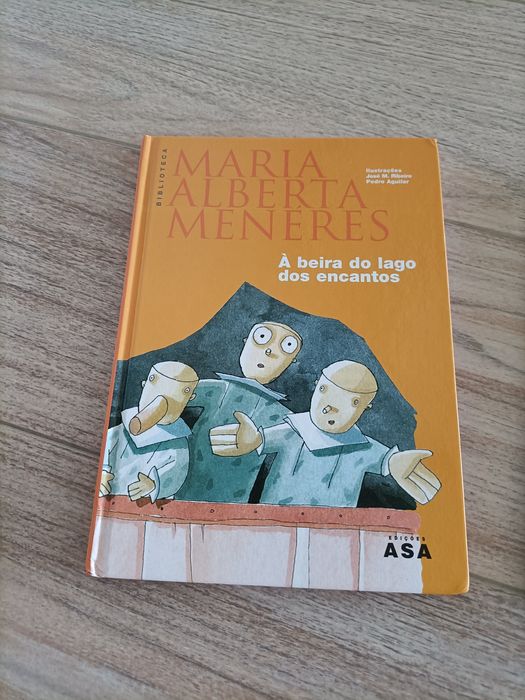 BIBLIOTECA
MARIA
ALBERTA
MENÉRES
Ilustrações
José M. Ribeiro
Pedro Aguilar
À beira do lago
dos encantos
EDIÇÕES
ASA